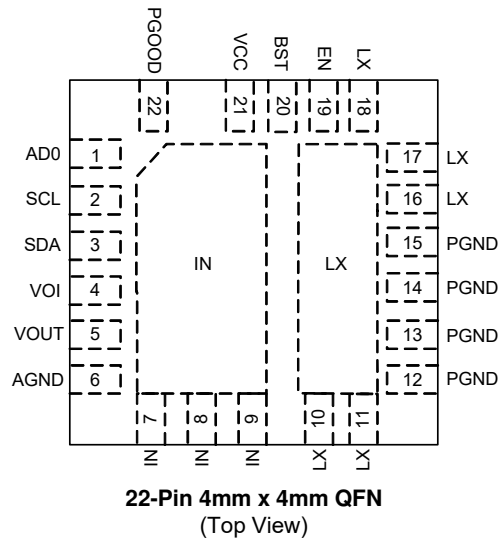 PGOOD VCC BST EN LX
22 21 20 19 18
AD0 1 17 LX
SCL 2 16 LX
SDA 3 15 PGND
VOI 4 IN LX 14 PGND
VOUT 5 13 PGND
AGND 6 12 PGND
7 8 9 10 11
IN IN IN LX LX
22-Pin 4mm x 4mm QFN
(Top View)